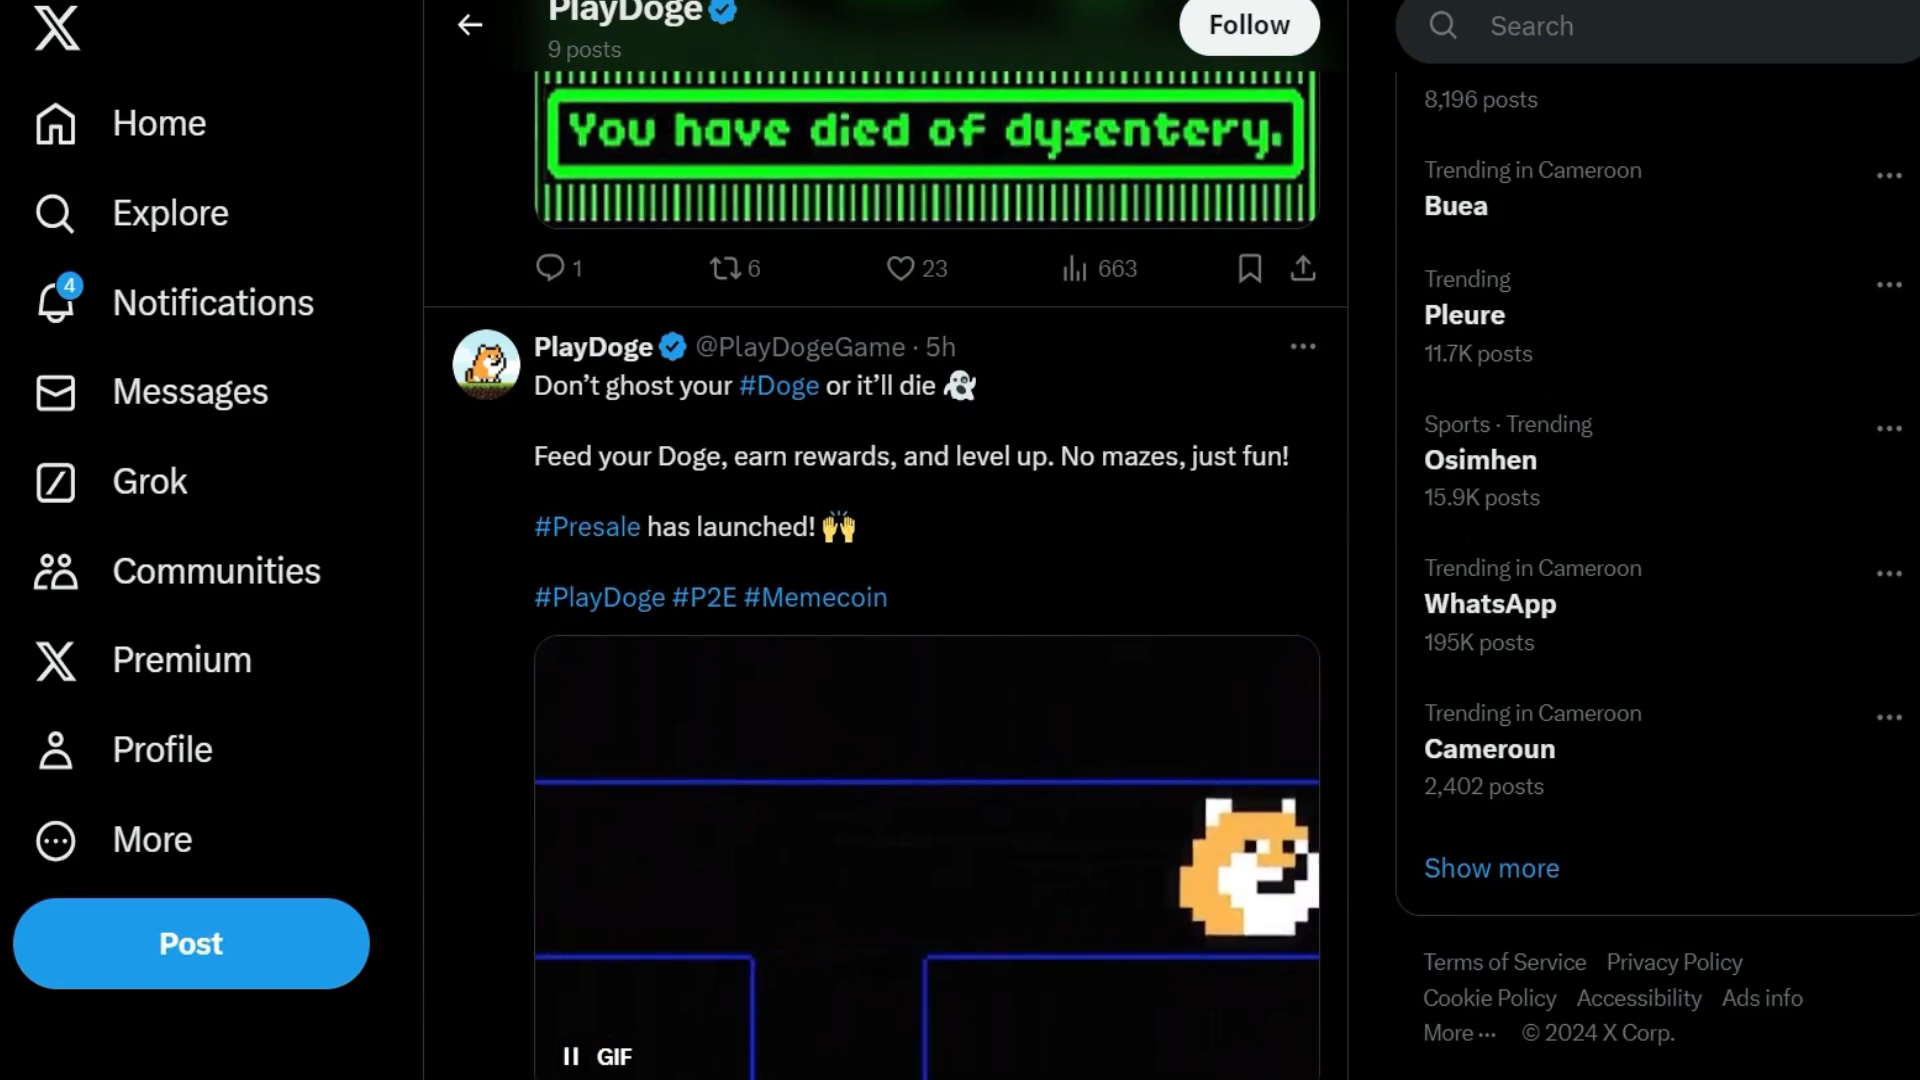 Home
Explore
4
Notifications
Messages
Grok
Communities
Premium
Profile
More
Post
PlayDoge
9 posts
Follow
You have died of dysentery.
1 6 23 663
PlayDoge @PlayDogeGame · 5h
Don’t ghost your #Doge or it’ll die 👻
Feed your Doge, earn rewards, and level up. No mazes, just fun!
#Presale has launched! 🙌
#PlayDoge #P2E #Memecoin
GIF
Search
8,196 posts
Trending in Cameroon
Buea
Trending
Pleure
11.7K posts
Sports · Trending
Osimhen
15.9K posts
Trending in Cameroon
WhatsApp
195K posts
Trending in Cameroon
Cameroun
2,402 posts
Show more
Terms of Service Privacy Policy
Cookie Policy Accessibility Ads info
More ··· © 2024 X Corp.